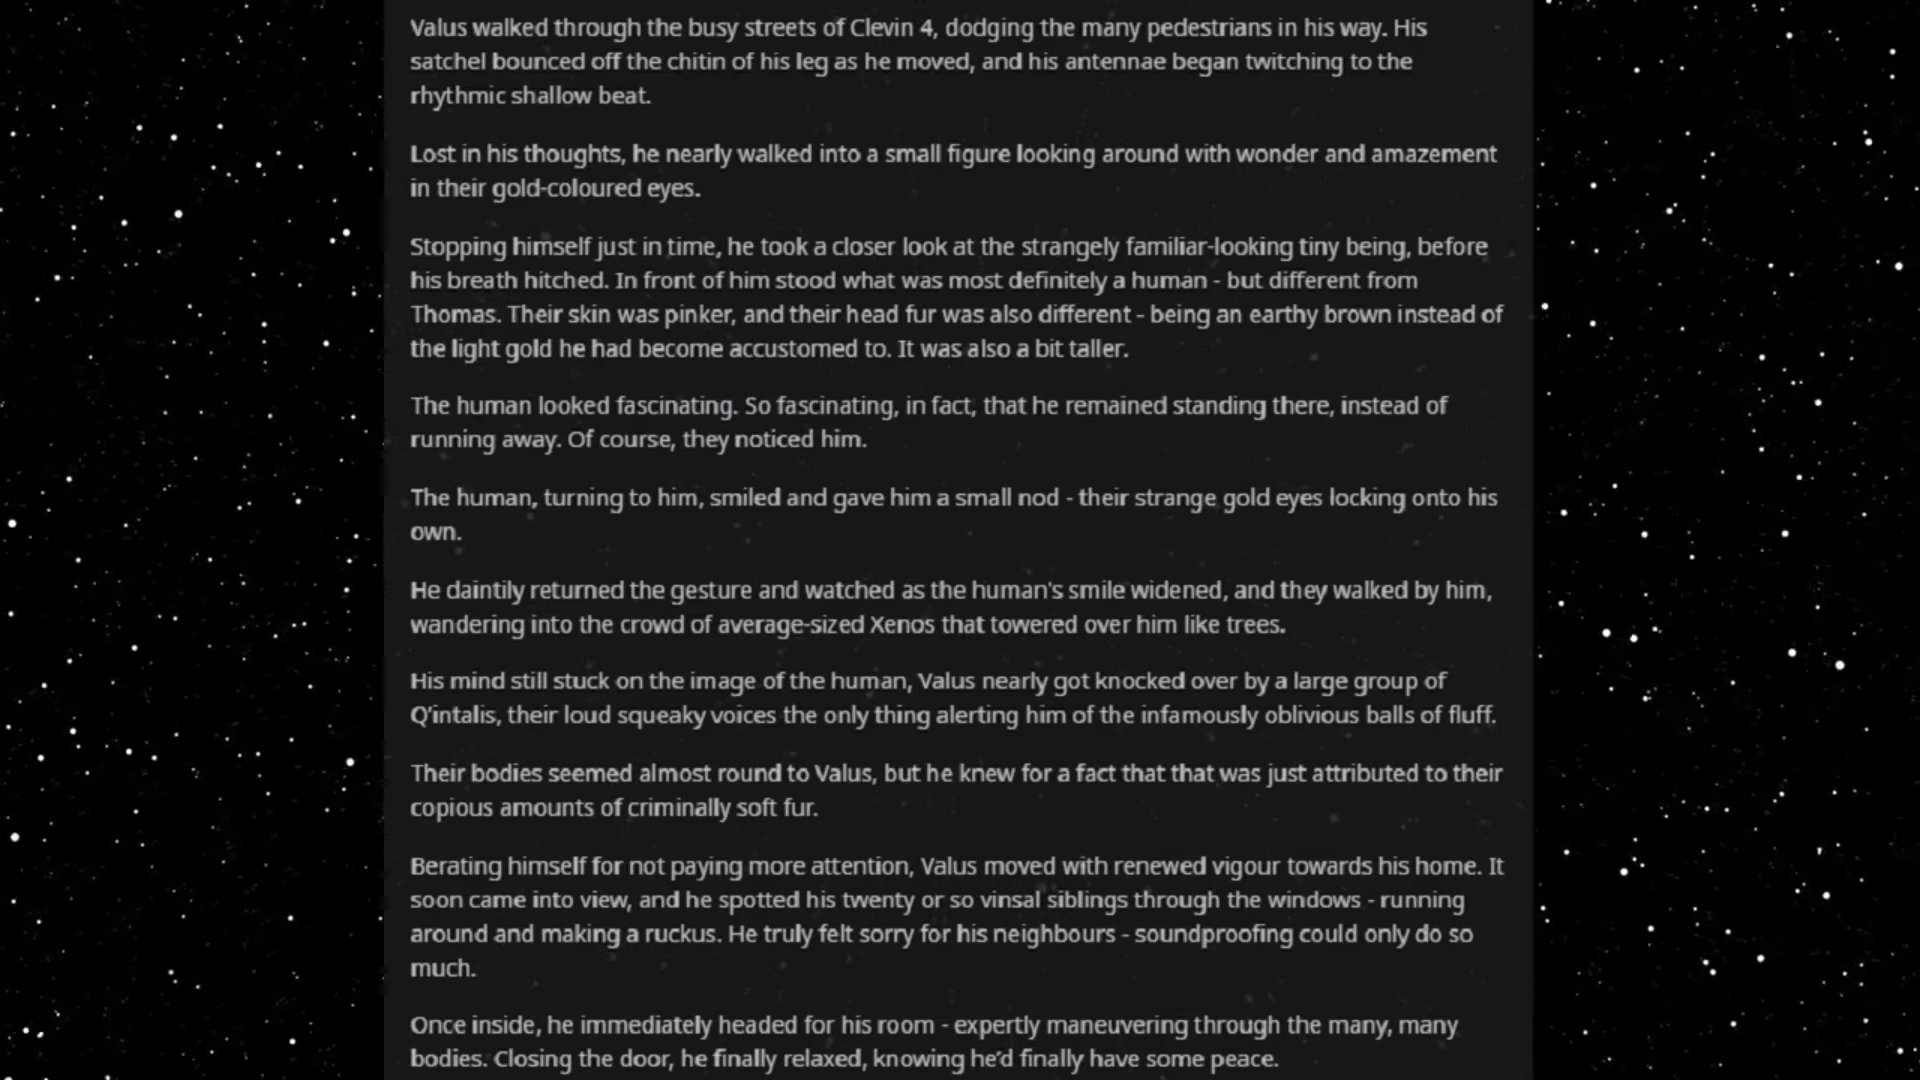 Valus walked through the busy streets of Clevin 4, dodging the many pedestrians in his way. His
satchel bounced off the chitin of his leg as he moved, and his antennae began twitching to the
rhythmic shallow beat.
Lost in his thoughts, he nearly walked into a small figure looking around with wonder and amazement
in their gold-coloured eyes.
Stopping himself just in time, he took a closer look at the strangely familiar-looking tiny being, before
his breath hitched. In front of him stood what was most definitely a human - but different from
Thomas. Their skin was pinker, and their head fur was also different - being an earthy brown instead of
the light gold he had become accustomed to. It was also a bit taller.
The human looked fascinating. So fascinating, in fact, that he remained standing there, instead of
running away. Of course, they noticed him.
The human, turning to him, smiled and gave him a small nod - their strange gold eyes locking onto his
own.
He daintily returned the gesture and watched as the human's smile widened, and they walked by him,
wandering into the crowd of average-sized Xenos that towered over him like trees.
His mind still stuck on the image of the human, Valus nearly got knocked over by a large group of
Q'intalis, their loud squeaky voices the only thing alerting him of the infamously oblivious balls of fluff.
Their bodies seemed almost round to Valus, but he knew for a fact that that was just attributed to their
copious amounts of criminally soft fur.
Berating himself for not paying more attention, Valus moved with renewed vigour towards his home. It
soon came into view, and he spotted his twenty or so vinsal siblings through the windows - running
around and making a ruckus. He truly felt sorry for his neighbours - soundproofing could only do so
much.
Once inside, he immediately headed for his room - expertly maneuvering through the many, many
bodies. Closing the door, he finally relaxed, knowing he'd finally have some peace.